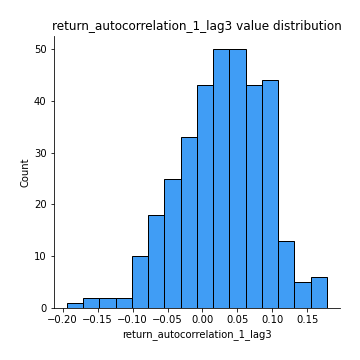 return_autocorrelation_1_lag3 value distribution
50
40
30
20
10
0
Count
−0.20 −0.15 −0.10 −0.05 0.00 0.05 0.10 0.15
return_autocorrelation_1_lag3